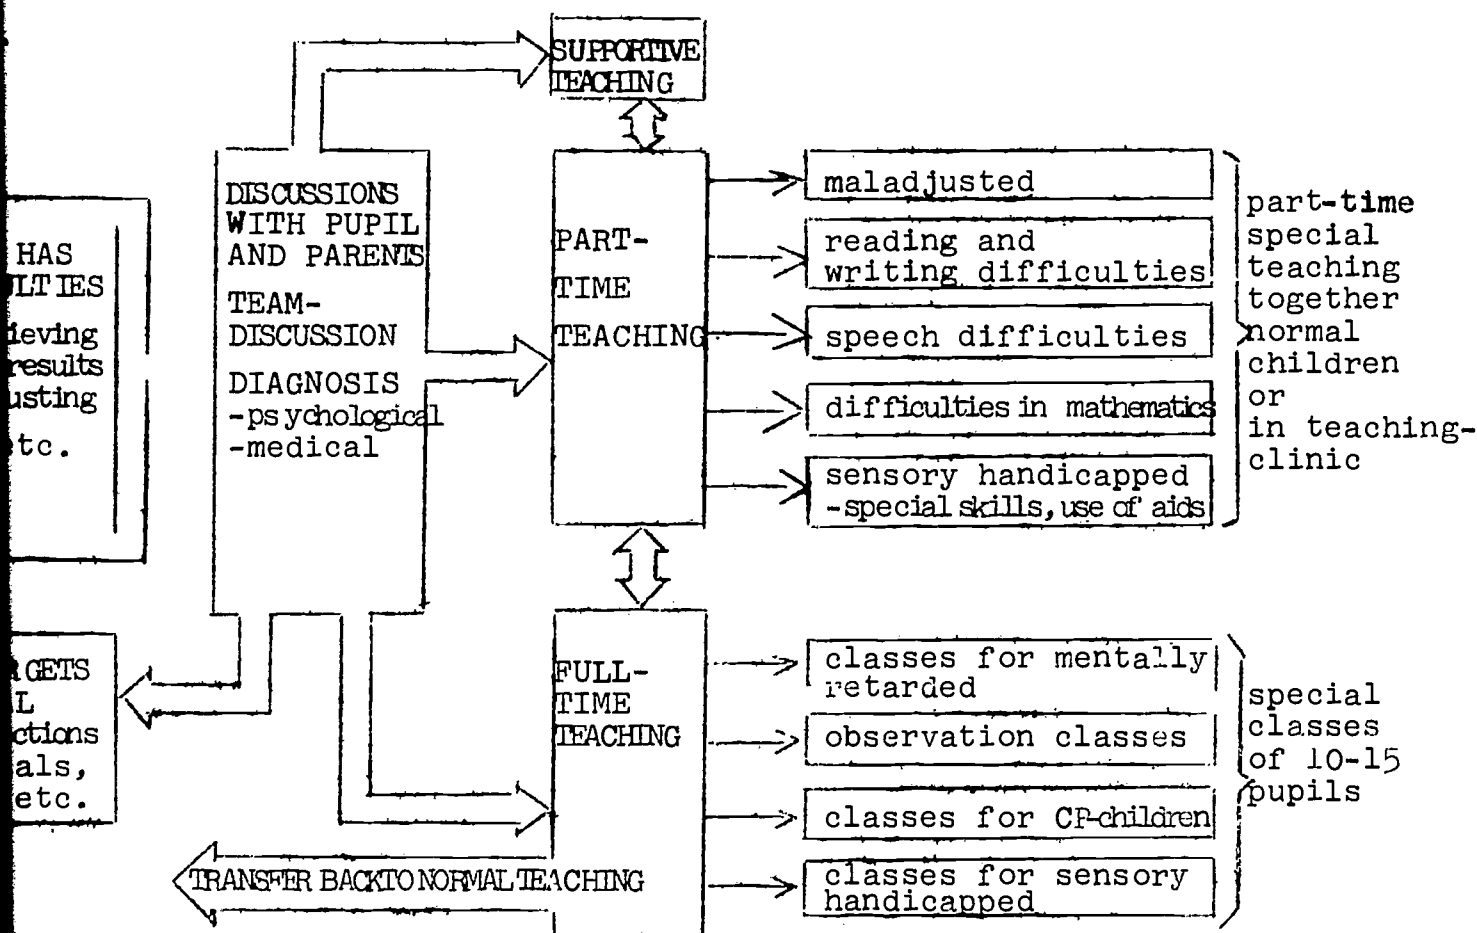 SUPPORTIVE
TEACHING
HAS
etc.
GETS
als,
etc.
DISCUSSIONS
WITH PUPIL
AND PARENTS
TEAM-
DISCUSSION
DIAGNOSIS
-psychological
-medical
PART-
TIME
TEACHING
maladjusted
reading and
writing difficulties
speech difficulties
difficulties in mathematics
sensory handicapped
-special skills, use of aids
part-time
special
teaching
together
normal
children
or
in teaching-
clinic
FULL-
TIME
TEACHING
classes for mentally
retarded
observation classes
classes for CP-children
classes for sensory
handicapped
special
classes
of 10-15
pupils
TRANSFER BACK TO NORMAL TEACHING
results